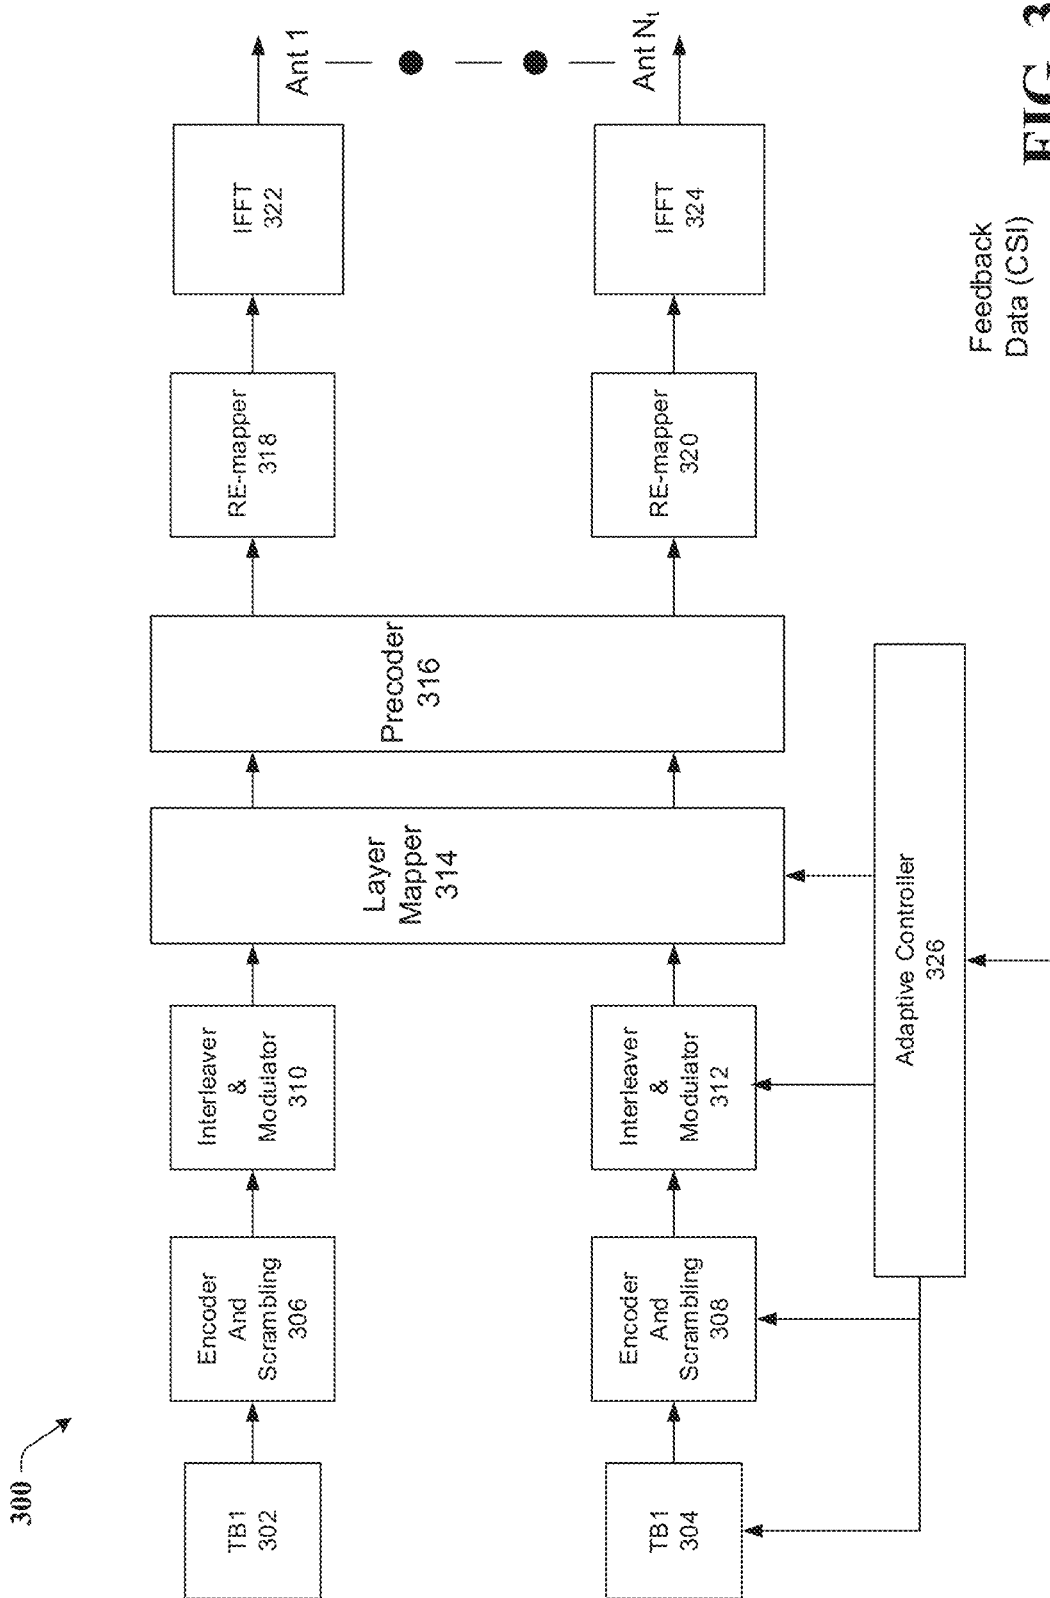 300
TB1
302
Encoder
And
Scrambling
306
Interleaver
&
Modulator
310
Layer
Mapper
314
Precoder
316
RE-mapper
318
IFFT
322
Ant 1
TB1
304
Encoder
And
Scrambling
308
Interleaver
&
Modulator
312
RE-mapper
320
IFFT
324
Ant Nt
Adaptive Controller
326
Feedback
Data (CSI)
FIG. 3